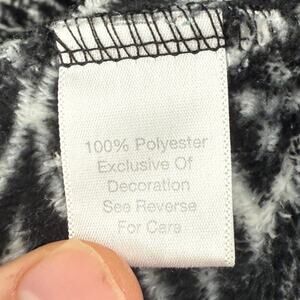 100% Polyester
Exclusive Of
Decoration
See Reverse
For Care